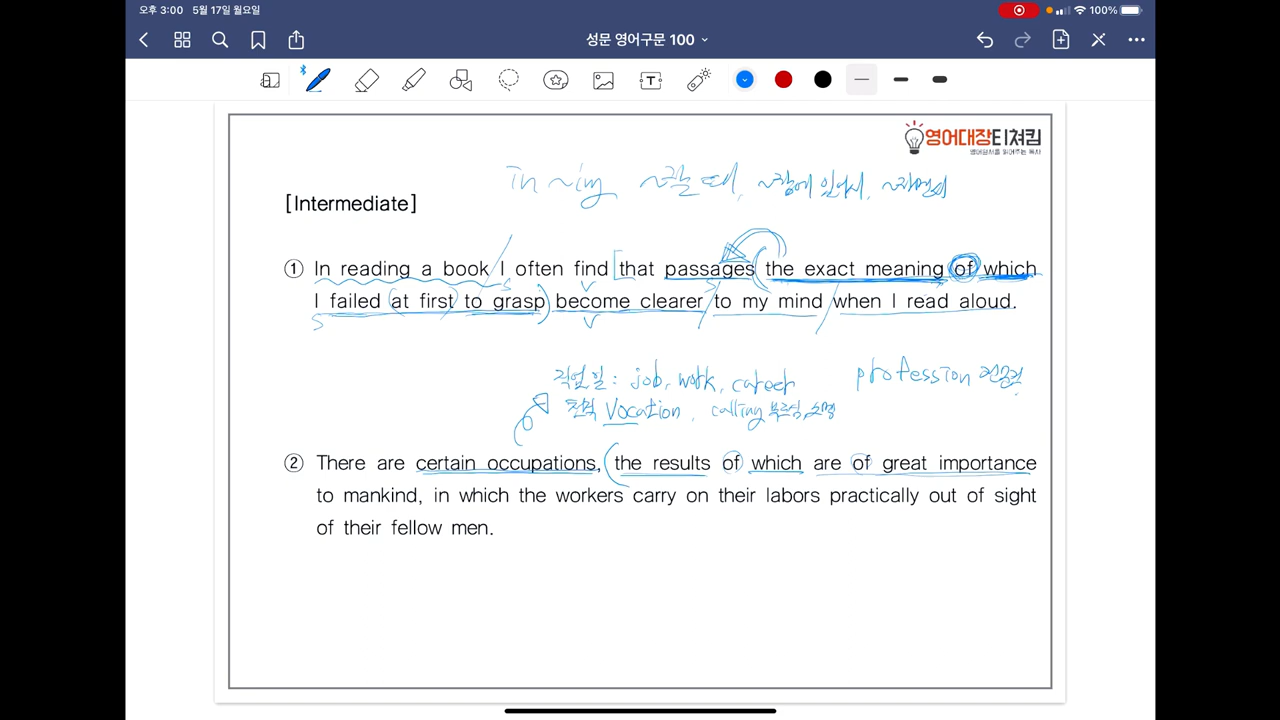 오후 3:00 5월 17일 월요일
100%
성문 영어구문 100
영어대장티쳐킴
In ~ing ~할 때, ~함에 있어서, ~하면서
[Intermediate]
① In reading a book I often find that passages the exact meaning of which
S V S
I failed at first to grasp become clearer to my mind when I read aloud.
S V
직업 일: job, work, career profession 전문직
천직 Vocation, calling 부르심, 소명
② There are certain occupations, the results of which are of great importance
to mankind, in which the workers carry on their labors practically out of sight
of their fellow men.